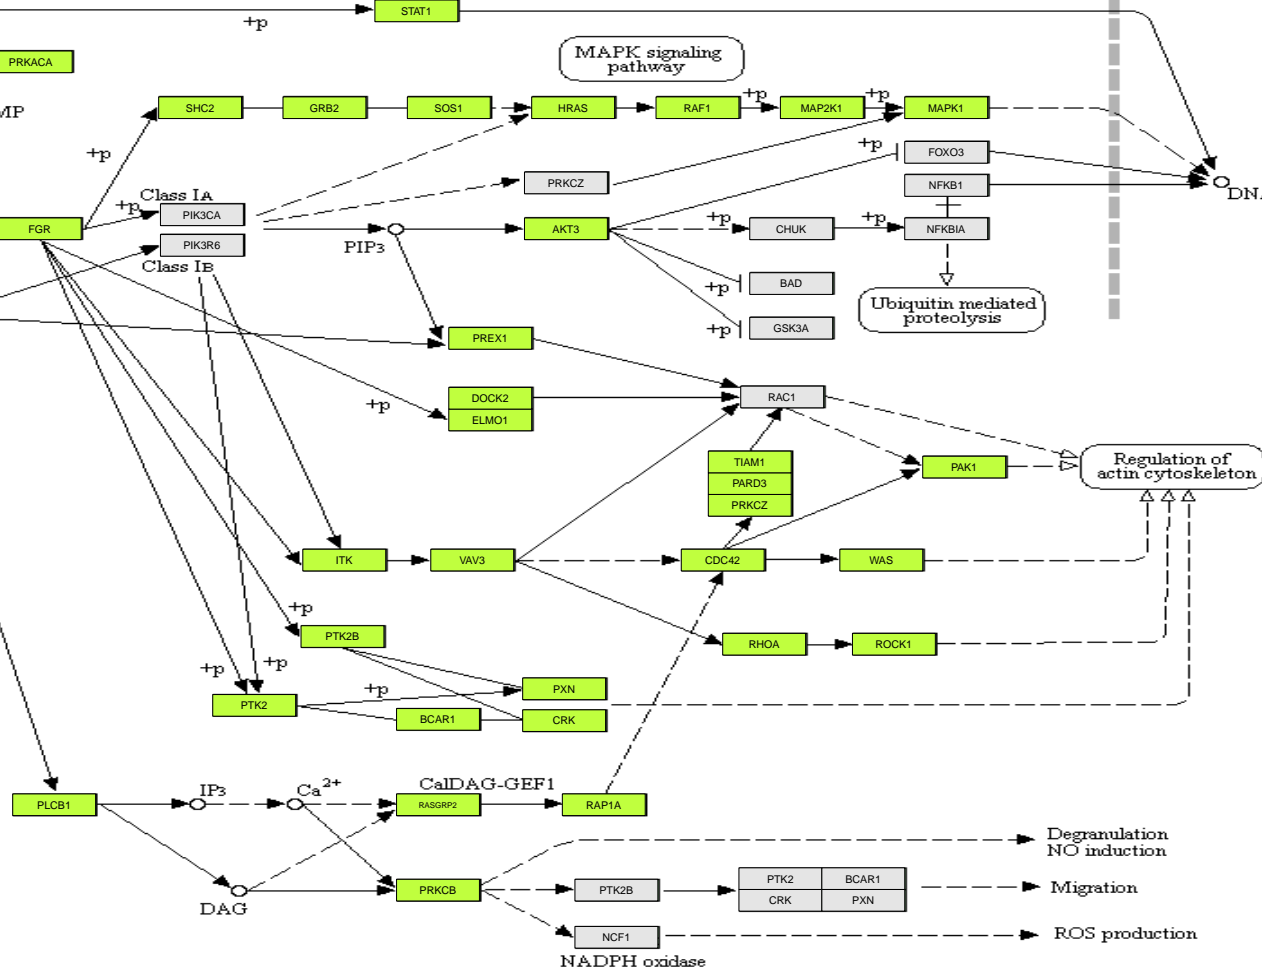 STAT1
+p
PRKACA
MAPK signaling
pathway
MP
SHC2
GRB2
SOS1
HRAS
RAF1
+p
MAP2K1
+p
MAPK1
+p
+p
FOXO3
PRKCZ
NFKB1
DNA
Class IA
+p
PIK3CA
FGR
PIK3R6
Class IB
PIP3
AKT3
+p
CHUK
+p
NFKBIA
+p
BAD
Ubiquitin mediated
proteolysis
+p
GSK3A
PREX1
DOCK2
ELMO1
+p
RAC1
TIAM1
PARD3
PRKCZ
PAK1
Regulation of
actin cytoskeleton
ITK
VAV3
CDC42
WAS
+p
PTK2B
RHOA
ROCK1
+p
+p
PTK2
+p
PXN
BCAR1
CRK
PLCB1
IP3
Ca2+
CalDAG-GEF1
RASGRP2
RAP1A
Degranulation
NO induction
DAG
PRKCB
PTK2B
PTK2
BCAR1
CRK
PXN
Migration
NCF1
ROS production
NADPH oxidase